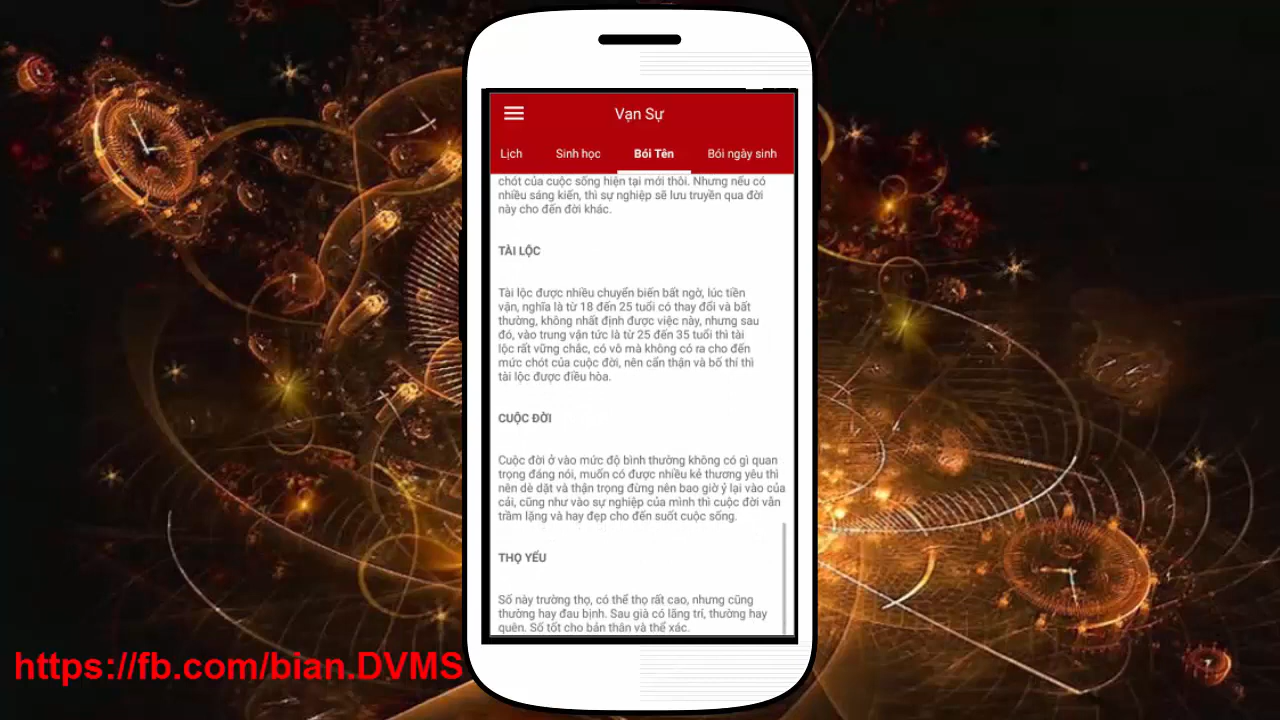 Vạn Sự
Lịch Sinh học Bói Tên Bói ngày sinh
chót của cuộc sống hiện tại mới thôi. Nhưng nếu có
nhiều sáng kiến, thì sự nghiệp sẽ lưu truyền qua đời
này cho đến đời khác.
TÀI LỘC
Tài lộc được nhiều chuyển biến bất ngờ, lúc tiền
vận, nghĩa là từ 18 đến 25 tuổi có thay đổi và bất
thường, không nhất định được việc này, nhưng sau
đó, vào trung vận tức là từ 25 đến 35 tuổi thì tài
lộc rất vững chắc, có vô mà không có ra cho đến
mức chót của cuộc đời, nên cẩn thận và bố thí thì
tài lộc được điều hòa.
CUỘC ĐỜI
Cuộc đời ở vào mức độ bình thường không có gì quan
trọng đáng nói, muốn có được nhiều kẻ thương yêu thì
nên dè dặt và thận trọng đừng nên bao giờ ỷ lại vào của
cải, cũng như vào sự nghiệp của mình thì cuộc đời vẫn
trầm lặng và hay đẹp cho đến suốt cuộc sống.
THỌ YỂU
Số này trường thọ, có thể thọ rất cao, nhưng cũng
thường hay đau bịnh. Sau già có lãng trí, thường hay
quên. Số tốt cho bản thân và thể xác.
https://fb.com/bian.DVMS